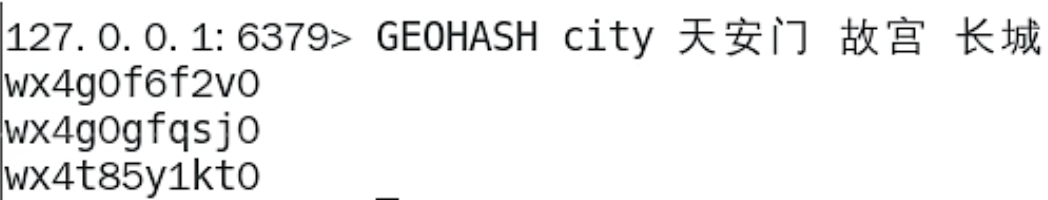 127.0.0.1:6379> GEOHASH city 天安门 故宫 长城
wx4g0f6f2v0
wx4g0gfqsj0
wx4t85y1kt0